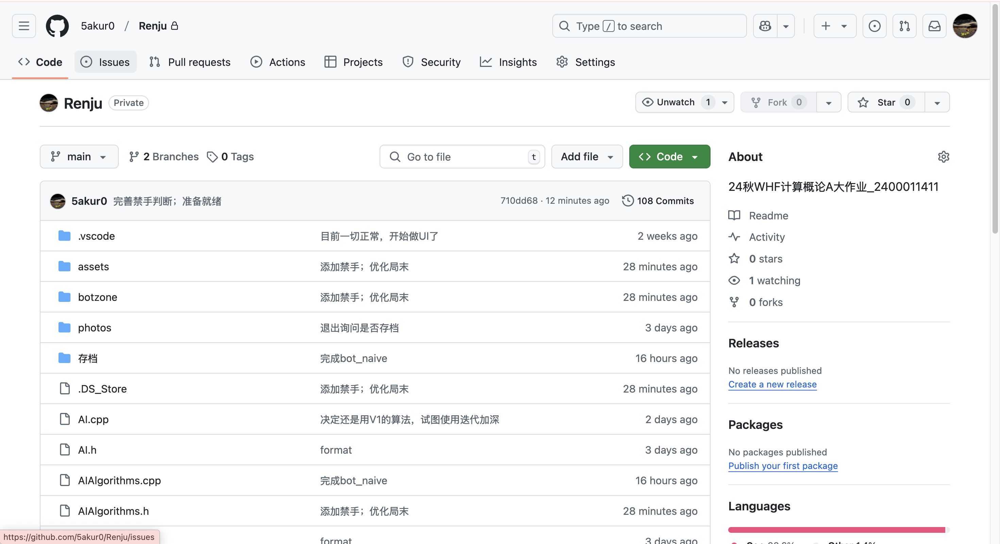 5akur0 / Renju
Type / to search
Code Issues Pull requests Actions Projects Security Insights Settings
Renju Private
Unwatch 1 Fork 0 Star 0
main 2 Branches 0 Tags
Go to file t Add file Code
5akur0 完善禁手判断；准备就绪 710dd68 · 12 minutes ago 108 Commits
.vscode 目前一切正常，开始做UI了 2 weeks ago
assets 添加禁手；优化局末 28 minutes ago
botzone 添加禁手；优化局末 28 minutes ago
photos 退出询问是否存档 3 days ago
存档 完成bot_naive 16 hours ago
.DS_Store 添加禁手；优化局末 28 minutes ago
AI.cpp 决定还是用V1的算法，试图使用迭代加深 2 days ago
AI.h format 3 days ago
AIAlgorithms.cpp 完成bot_naive 16 hours ago
AIAlgorithms.h 添加禁手；优化局末 28 minutes ago
format 3 days ago
About
24秋WHF计算概论A大作业_2400011411
Readme
Activity
0 stars
1 watching
0 forks
Releases
No releases published
Create a new release
Packages
No packages published
Publish your first package
Languages
Other 1.4%
https://github.com/5akur0/Renju/issues